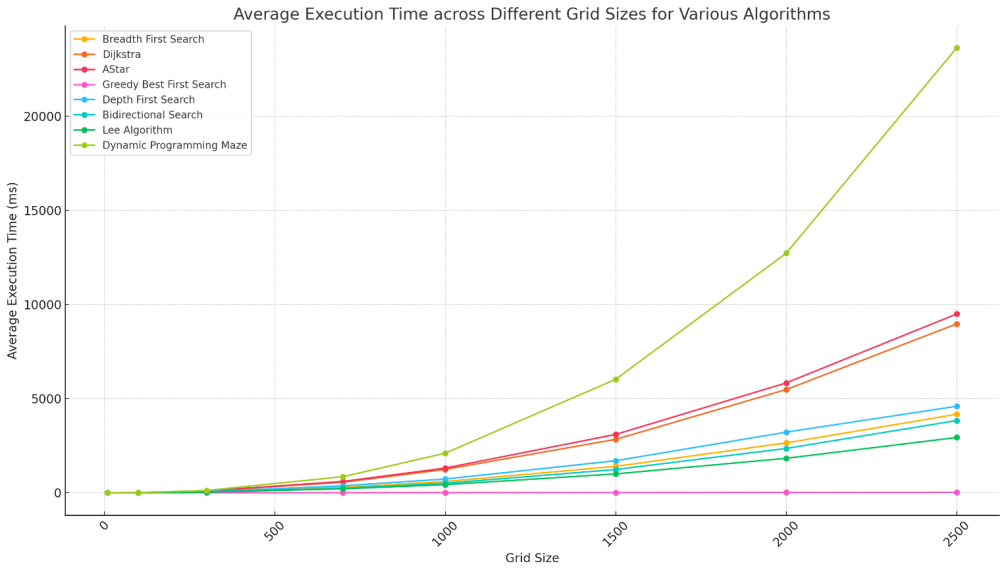 Average Execution Time across Different Grid Sizes for Various Algorithms
Breadth First Search
Dijkstra
AStar
Greedy Best First Search
Depth First Search
Bidirectional Search
Lee Algorithm
Dynamic Programming Maze
Average Execution Time (ms)
20000
15000
10000
5000
0
0
500
1000
1500
2000
2500
Grid Size